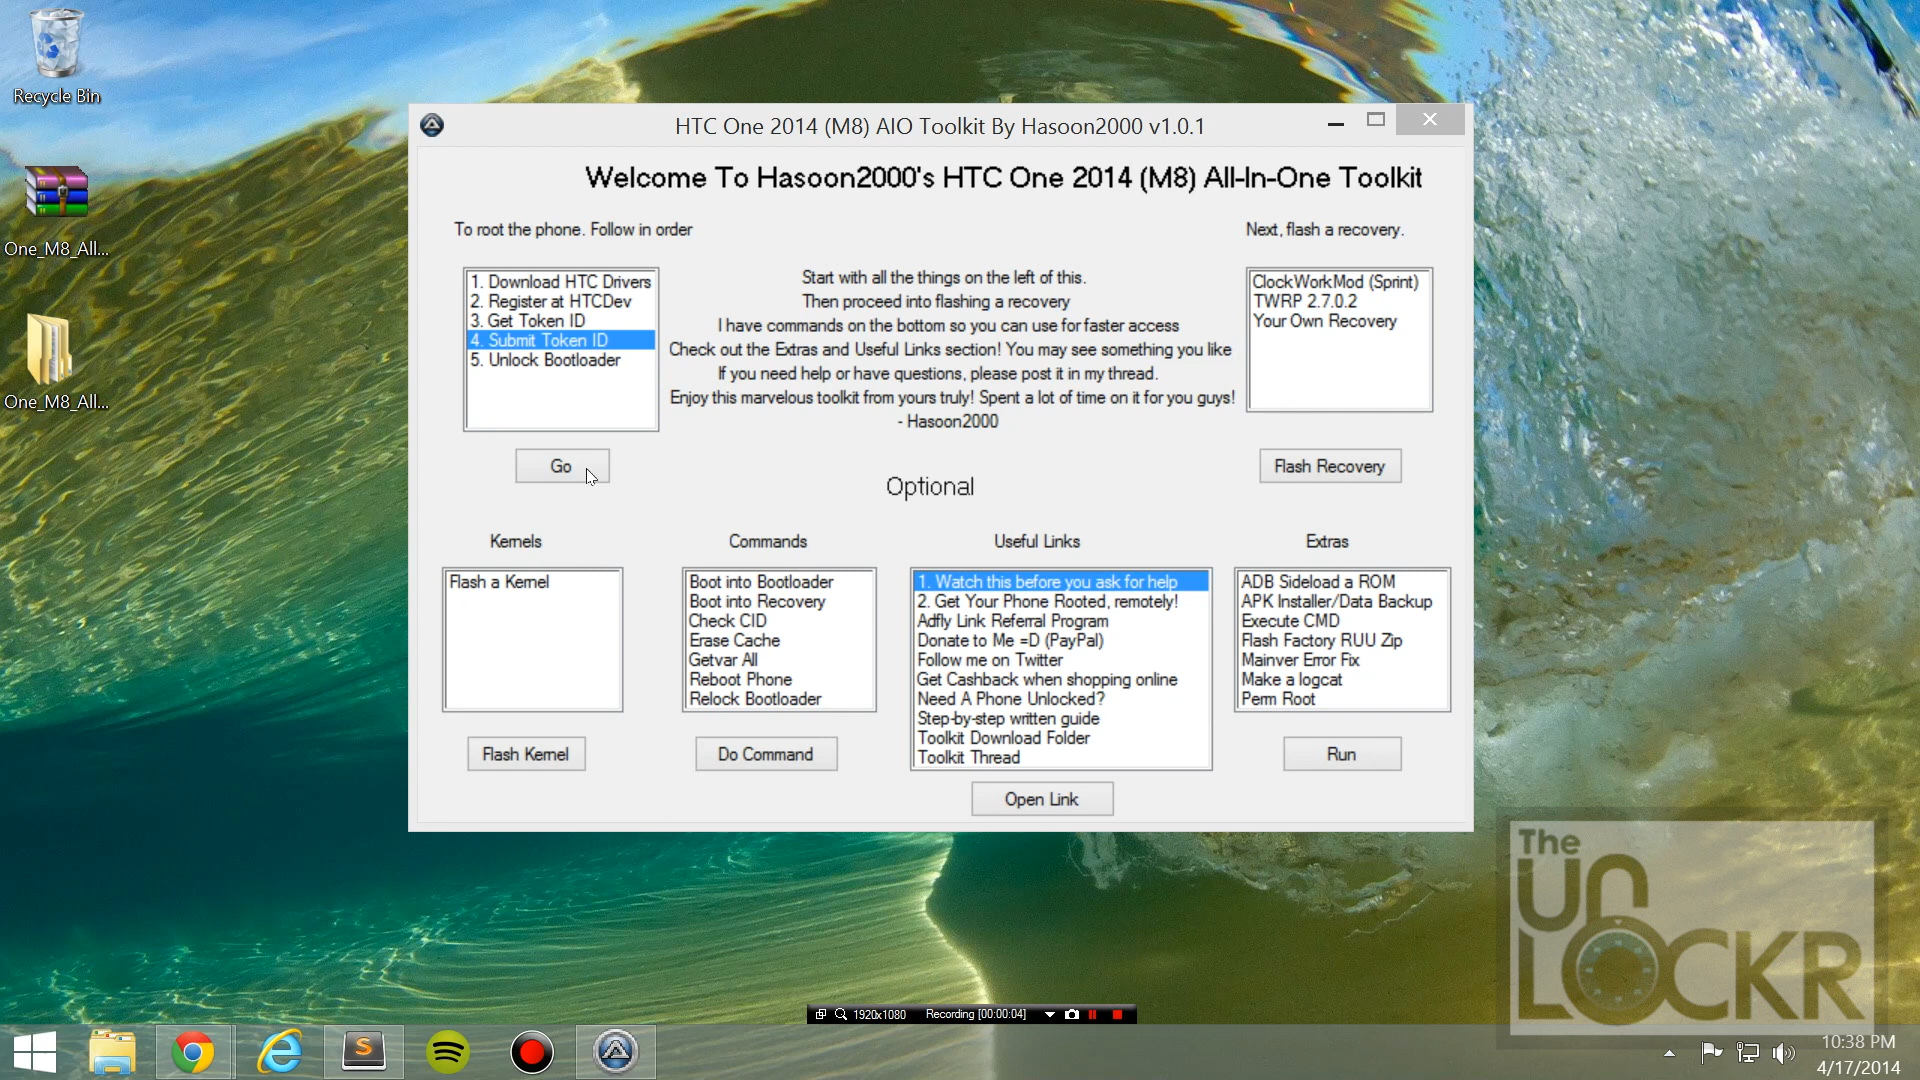 Recycle Bin
One_M8_All...
One_M8_All...
HTC One 2014 (M8) AIO Toolkit By Hasoon2000 v1.0.1
Welcome To Hasoon2000's HTC One 2014 (M8) All-In-One Toolkit
To root the phone. Follow in order
1. Download HTC Drivers
2. Register at HTCDev
3. Get Token ID
4. Submit Token ID
5. Unlock Bootloader
Go
Start with all the things on the left of this.
Then proceed into flashing a recovery
I have commands on the bottom so you can use for faster access
Check out the Extras and Useful Links section! You may see something you like
If you need help or have questions, please post it in my thread.
Enjoy this marvelous toolkit from yours truly! Spent a lot of time on it for you guys!
- Hasoon2000
Next, flash a recovery.
ClockWorkMod (Sprint)
TWRP 2.7.0.2
Your Own Recovery
Flash Recovery
Optional
Kernels
Flash a Kernel
Flash Kernel
Commands
Boot into Bootloader
Boot into Recovery
Check CID
Erase Cache
Getvar All
Reboot Phone
Relock Bootloader
Do Command
Useful Links
1. Watch this before you ask for help
2. Get Your Phone Rooted, remotely!
Adfly Link Referral Program
Donate to Me =D (PayPal)
Follow me on Twitter
Get Cashback when shopping online
Need A Phone Unlocked?
Step-by-step written guide
Toolkit Download Folder
Toolkit Thread
Open Link
Extras
ADB Sideload a ROM
APK Installer/Data Backup
Execute CMD
Flash Factory RUU Zip
Mainver Error Fix
Make a logcat
Perm Root
Run
The
UN
LOCKR
1920x1080
Recording [00:00:04]
S
10:38 PM
4/17/2014